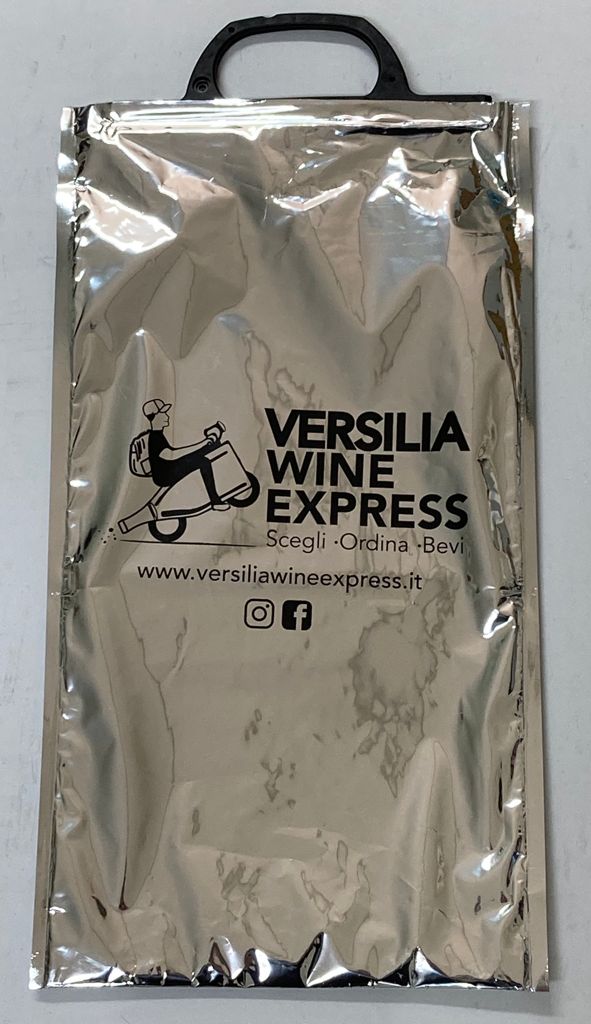 VERSILIA
WINE
EXPRESS
Scegli ·Ordina ·Bevi
www.versiliawineexpress.it